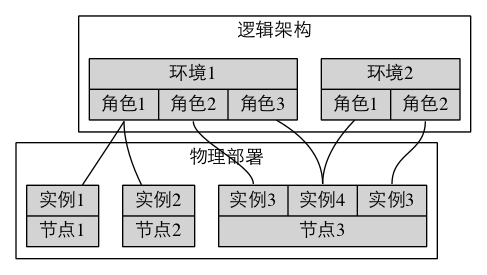 逻辑架构
环境1 环境2
角色1 角色2 角色3 角色1 角色2
物理部署
实例1 实例2 实例3 实例4 实例3
节点1 节点2 节点3